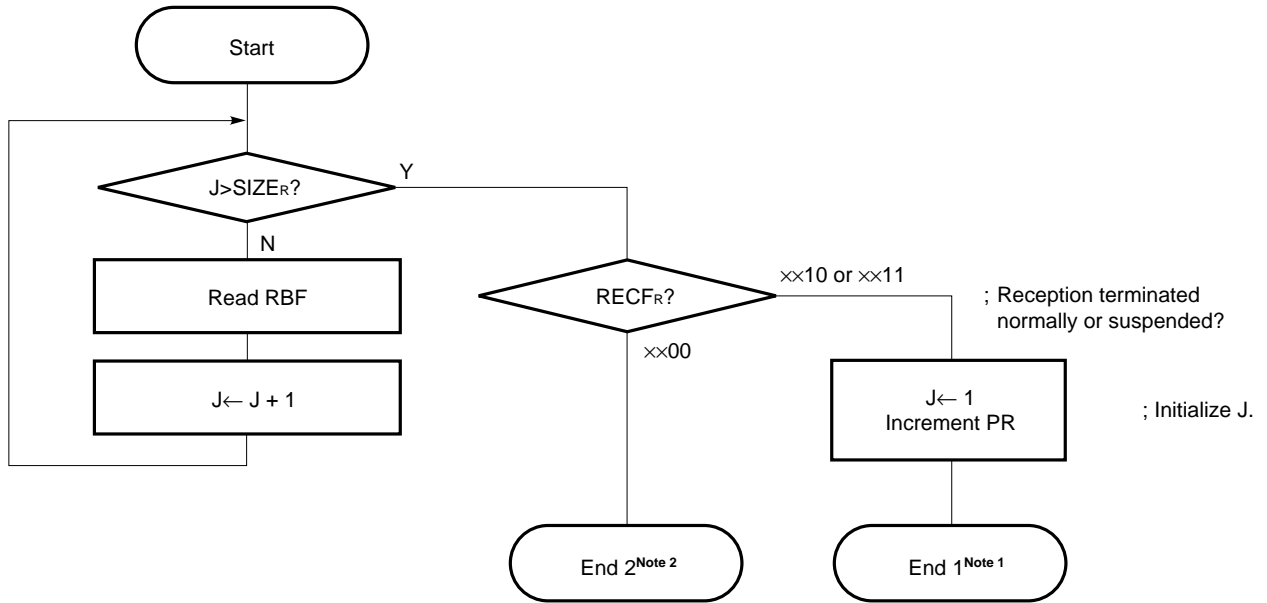 Start
J>SIZER?
Y
N
Read RBF
J← J + 1
RECFR?
××10 or ××11
; Reception terminated
normally or suspended?
××00
J← 1
Increment PR
; Initialize J.
End 2Note 2
End 1Note 1